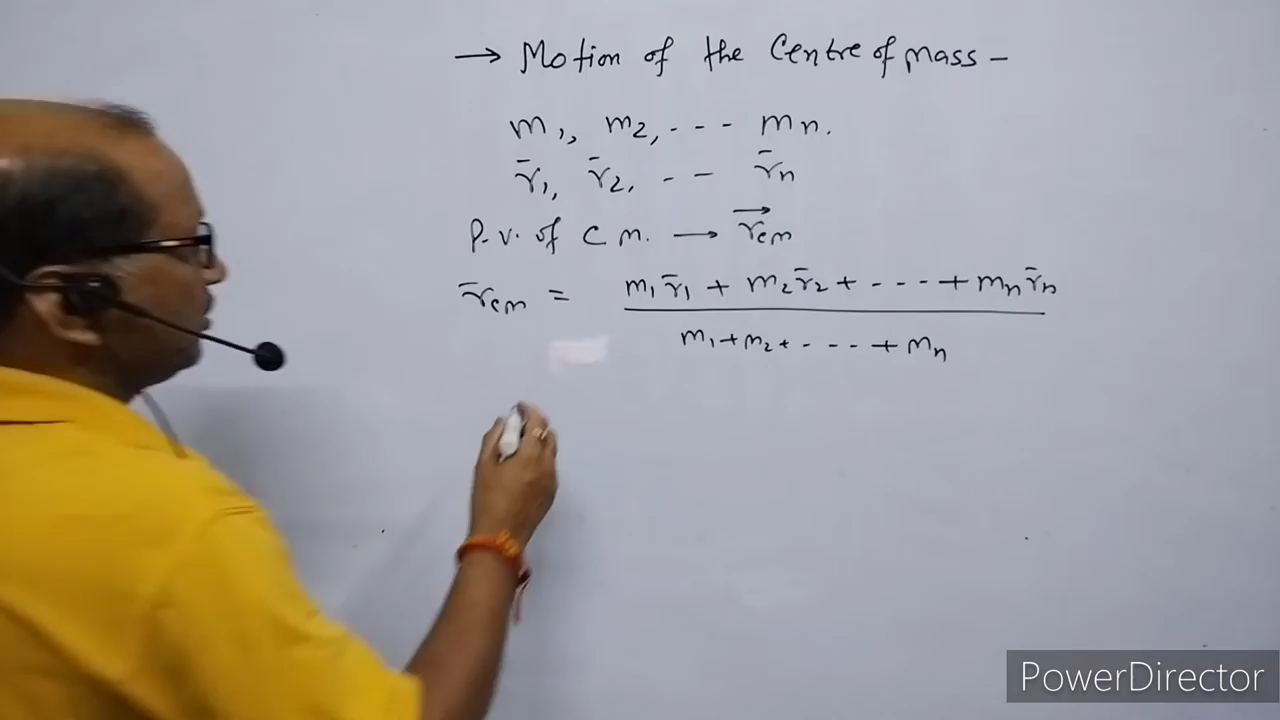 → Motion of the Centre of mass -
m₁, m₂, --- mn.
r̄₁, r̄₂, -- r̄n
P.v. of C m. → r⃗cm
r̄cm = m₁r̄₁ + m₂r̄₂ + ---- + mnr̄n
m₁+m₂+ ---- + mn
PowerDirector